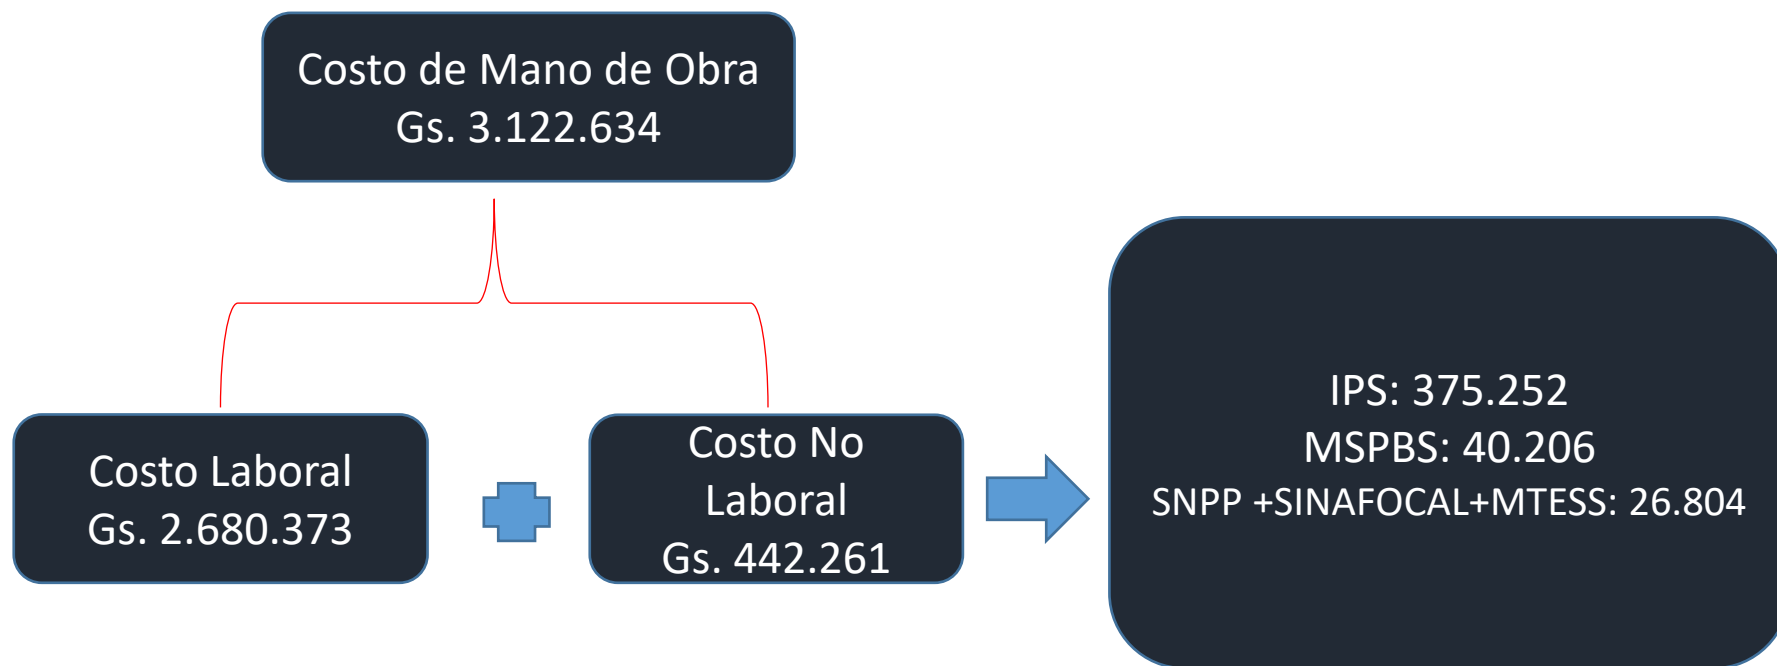 Costo de Mano de Obra
Gs. 3.122.634
Costo Laboral
Gs. 2.680.373
Costo No
Laboral
Gs. 442.261
IPS: 375.252
MSPBS: 40.206
SNPP +SINAFOCAL+MTESS: 26.804